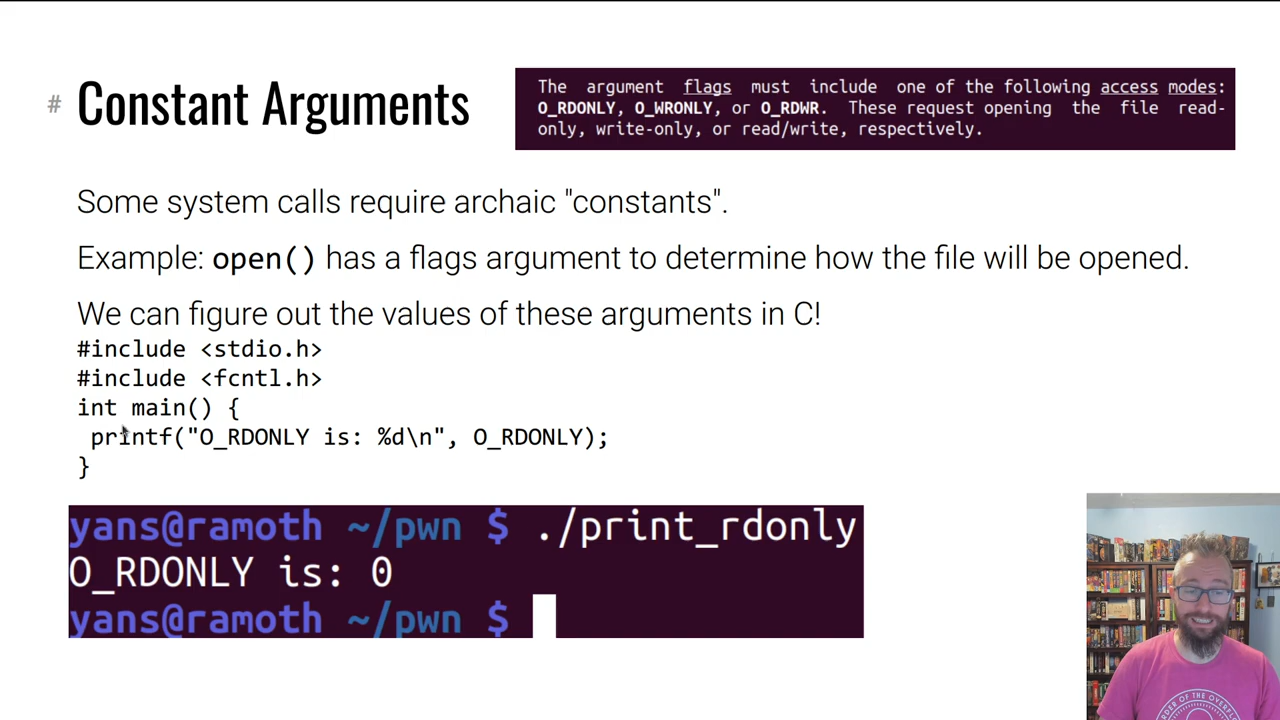 # Constant Arguments
The argument flags must include one of the following access modes:
O_RDONLY, O_WRONLY, or O_RDWR. These request opening the file read-
only, write-only, or read/write, respectively.
Some system calls require archaic "constants".
Example: open() has a flags argument to determine how the file will be opened.
We can figure out the values of these arguments in C!
#include <stdio.h>
#include <fcntl.h>
int main() {
printf("O_RDONLY is: %d\n", O_RDONLY);
}
yans@ramoth ~/pwn $ ./print_rdonly
O_RDONLY is: 0
yans@ramoth ~/pwn $